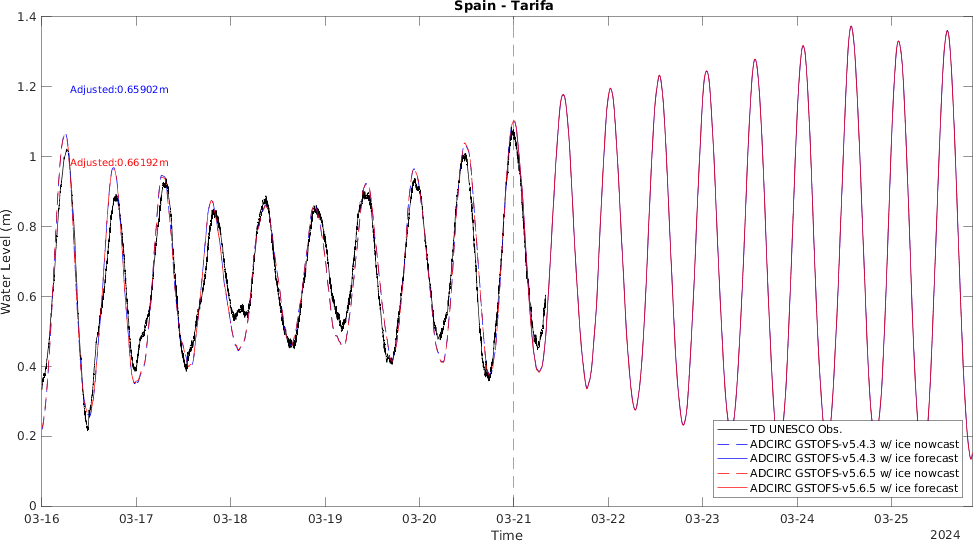 Spain - Tarifa
1.4
1.2
1
0.8
0.6
0.4
0.2
0
Water Level (m)
Adjusted:0.65902m
Adjusted:0.66192m
TD UNESCO Obs.
ADCIRC GSTOFS-v5.4.3 w/ ice nowcast
ADCIRC GSTOFS-v5.4.3 w/ ice forecast
ADCIRC GSTOFS-v5.6.5 w/ ice nowcast
ADCIRC GSTOFS-v5.6.5 w/ ice forecast
03-16 03-17 03-18 03-19 03-20 03-21 03-22 03-23 03-24 03-25
Time
2024